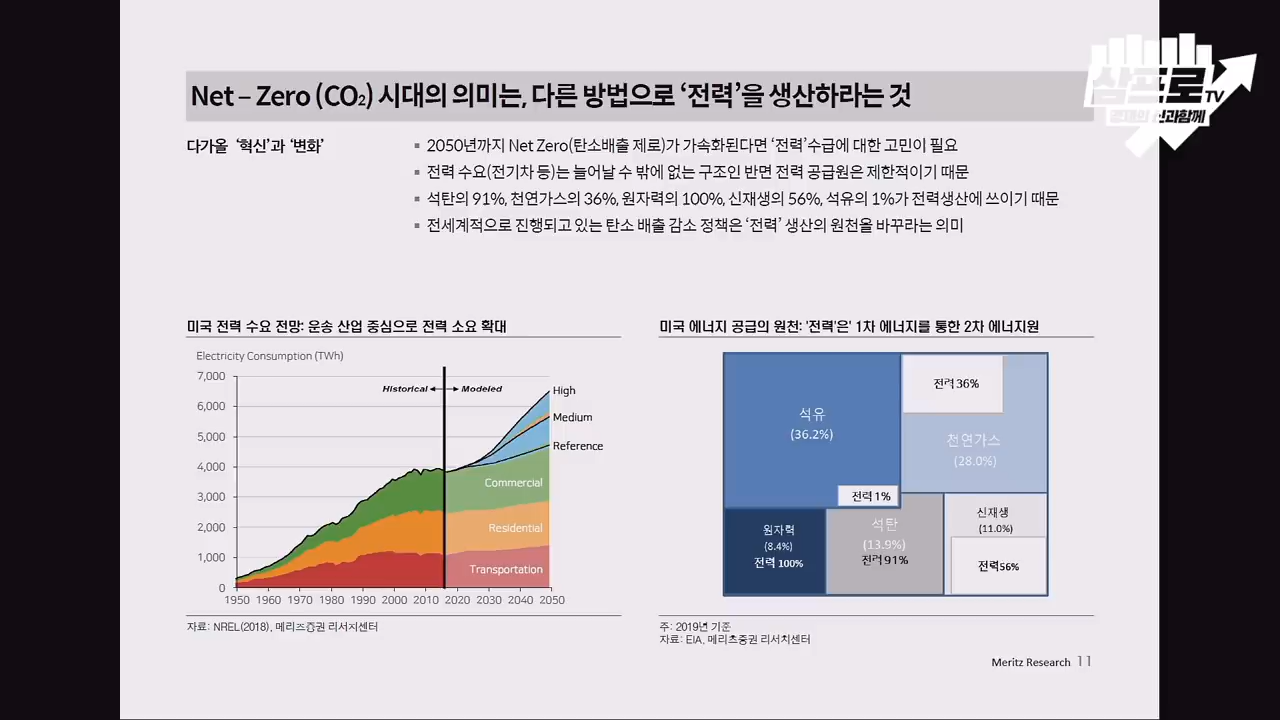 삼프로TV
경제의 신과함께
Net – Zero (CO2) 시대의 의미는, 다른 방법으로 ‘전력’을 생산하라는 것
다가올 ‘혁신’과 ‘변화’
▪ 2050년까지 Net Zero(탄소배출 제로)가 가속화된다면 ‘전력’수급에 대한 고민이 필요
▪ 전력 수요(전기차 등)는 늘어날 수 밖에 없는 구조인 반면 전력 공급원은 제한적이기 때문
▪ 석탄의 91%, 천연가스의 36%, 원자력의 100%, 신재생의 56%, 석유의 1%가 전력생산에 쓰이기 때문
▪ 전세계적으로 진행되고 있는 탄소 배출 감소 정책은 ‘전력’ 생산의 원천을 바꾸라는 의미
미국 전력 수요 전망: 운송 산업 중심으로 전력 소요 확대
Electricity Consumption (TWh)
7,000
6,000
5,000
4,000
3,000
2,000
1,000
0
Historical
Modeled
High
Medium
Reference
Commercial
Residential
Transportation
1950 1960 1970 1980 1990 2000 2010 2020 2030 2040 2050
자료: NREL(2018), 메리츠증권 리서치센터
미국 에너지 공급의 원천: '전력'은' 1차 에너지를 통한 2차 에너지원
석유
(36.2%)
전력 1%
전력 36%
천연가스
(28.0%)
원자력
(8.4%)
전력 100%
석탄
(13.9%)
전력 91%
신재생
(11.0%)
전력56%
주: 2019년 기준
자료: EIA, 메리츠증권 리서치센터
Meritz Research 11